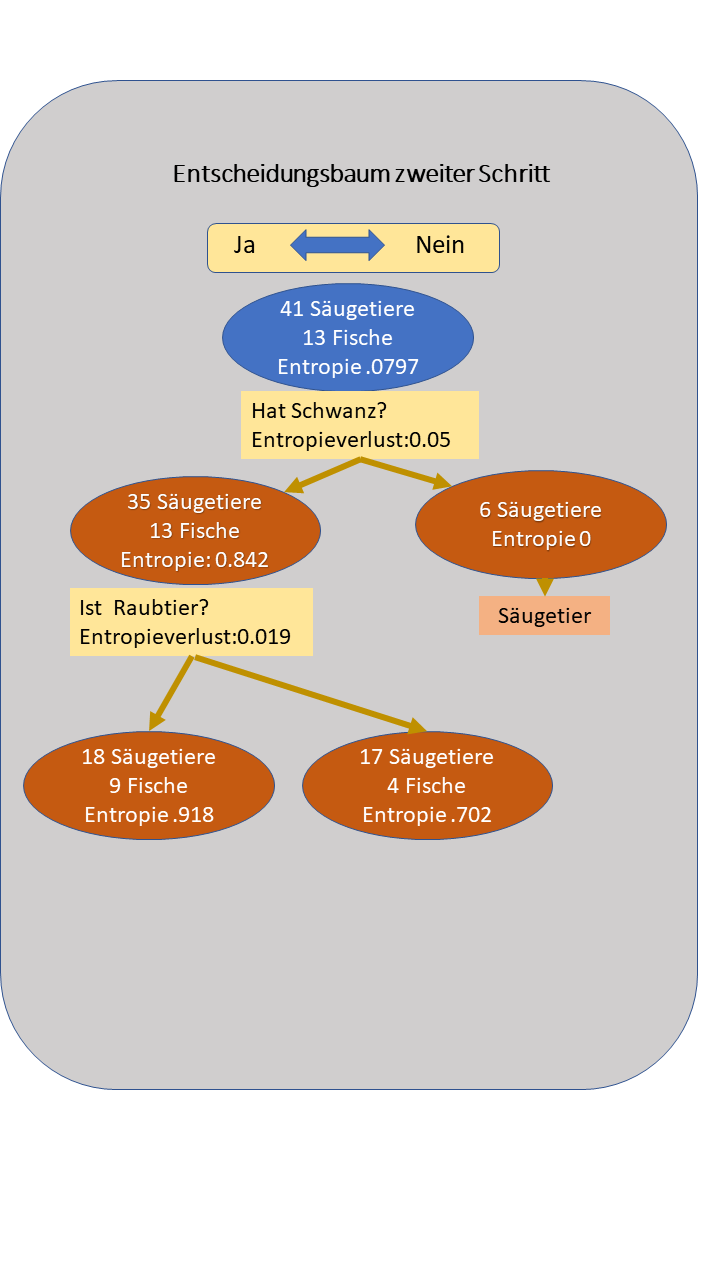 Entscheidungsbaum zweiter Schritt
Ja Nein
41 Säugetiere
13 Fische
Entropie .0797
Hat Schwanz?
Entropieverlust:0.05
35 Säugetiere
13 Fische
Entropie: 0.842
6 Säugetiere
Entropie 0
Säugetier
Ist Raubtier?
Entropieverlust:0.019
18 Säugetiere
9 Fische
Entropie .918
17 Säugetiere
4 Fische
Entropie .702